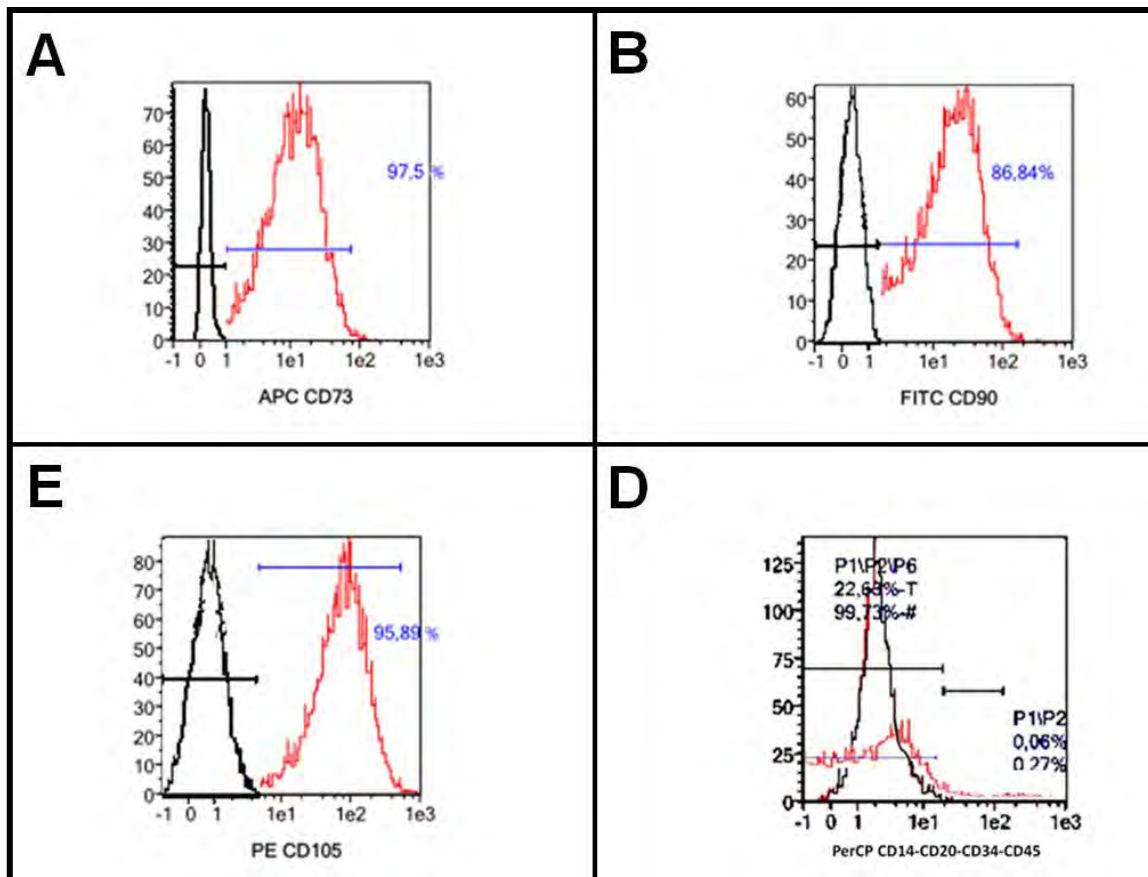 A
70
60
50
40
30
20
10
0
97,5 %
-1 0 1 1e1 1e2 1e3
APC CD73
B
60
50
40
30
20
10
0
86,84%
-1 0 1 1e1 1e2 1e3
FITC CD90
E
80
70
60
50
40
30
20
10
0
95,89 %
-1 0 1 1e1 1e2 1e3
PE CD105
D
125
100
75
50
25
0
P1\P2\P6
22,63%-T
99,73%-#
P1\P2
0,06%
0,27%
-1 0 1 1e1 1e2 1e3
PerCP CD14-CD20-CD34-CD45